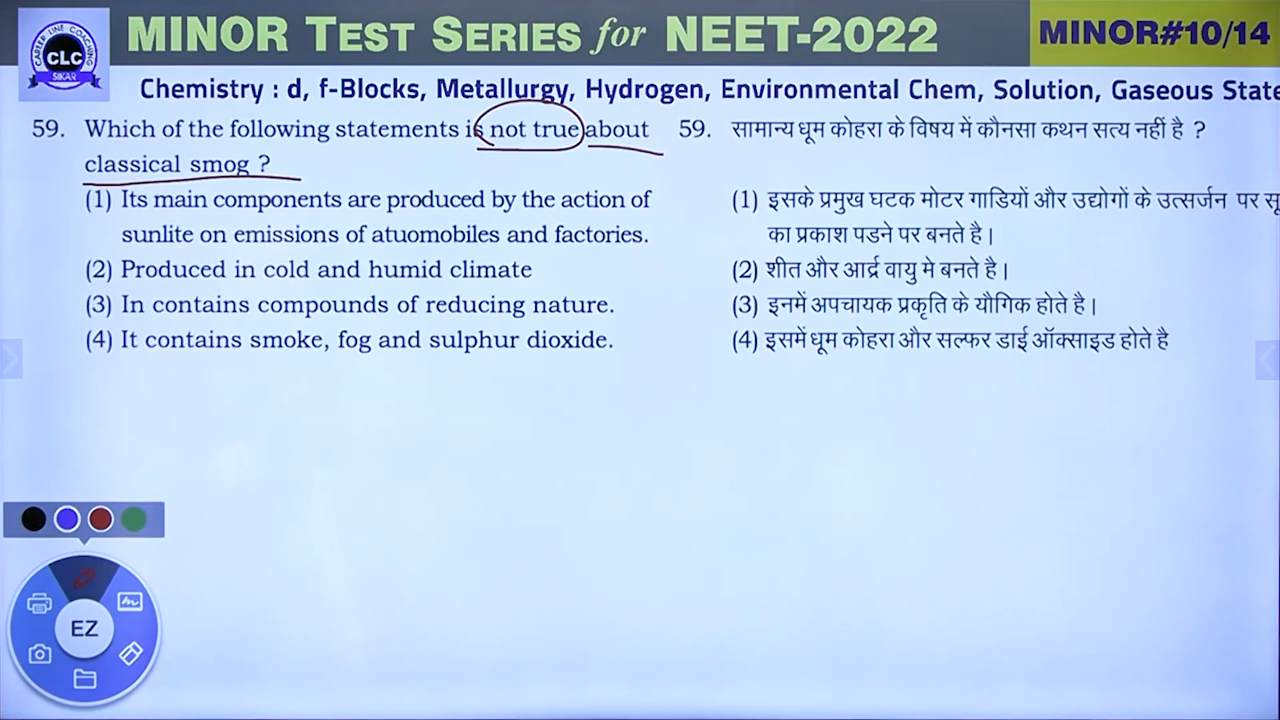 CAREER LINE COACHING
CLC
SIKAR
MINOR TEST SERIES for NEET-2022
MINOR#10/14
Chemistry : d, f-Blocks, Metallurgy, Hydrogen, Environmental Chem, Solution, Gaseous State
59. Which of the following statements is not true about
classical smog ?
(1) Its main components are produced by the action of
sunlite on emissions of atuomobiles and factories.
(2) Produced in cold and humid climate
(3) In contains compounds of reducing nature.
(4) It contains smoke, fog and sulphur dioxide.
59. सामान्य धूम कोहरा के विषय में कौनसा कथन सत्य नहीं है ?
(1) इसके प्रमुख घटक मोटर गाडियों और उद्योगों के उत्सर्जन पर सू
का प्रकाश पडने पर बनते है।
(2) शीत और आर्द्र वायु मे बनते है।
(3) इनमें अपचायक प्रकृति के यौगिक होते है।
(4) इसमें धूम कोहरा और सल्फर डाई ऑक्साइड होते है
EZ